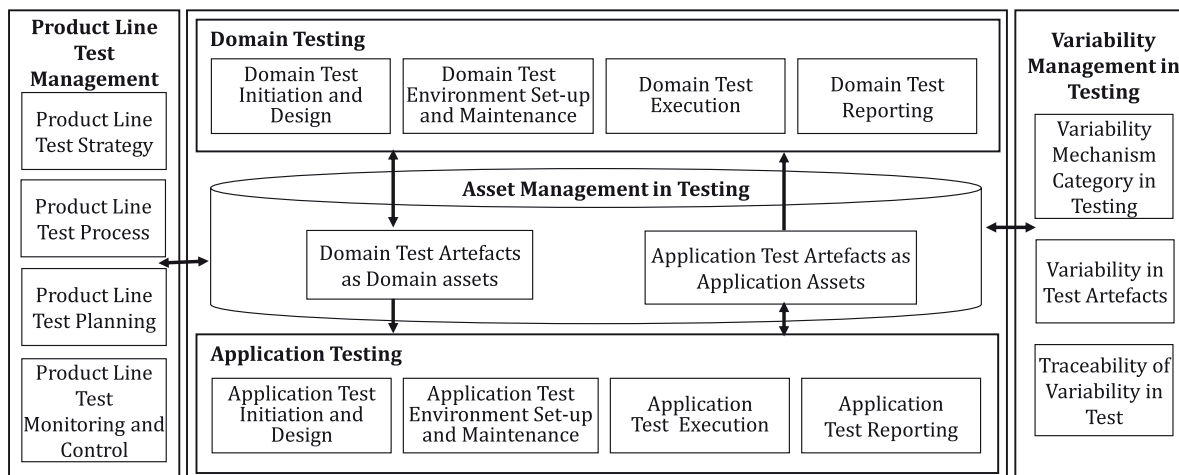 Product Line
Test
Management
Product Line
Test Strategy
Product Line
Test Process
Product Line
Test Planning
Product Line
Test
Monitoring and
Control
Domain Testing
Domain Test
Initiation and
Design
Domain Test
Environment Set-up
and Maintenance
Domain Test
Execution
Domain Test
Reporting
Asset Management in Testing
Domain Test Artefacts
as Domain assets
Application Test Artefacts as
Application Assets
Application Testing
Application Test
Initiation and
Design
Application Test
Environment Set-up
and Maintenance
Application
Test Execution
Application
Test Reporting
Variability
Management in
Testing
Variability
Mechanism
Category in
Testing
Variability in
Test Artefacts
Traceability of
Variability in
Test